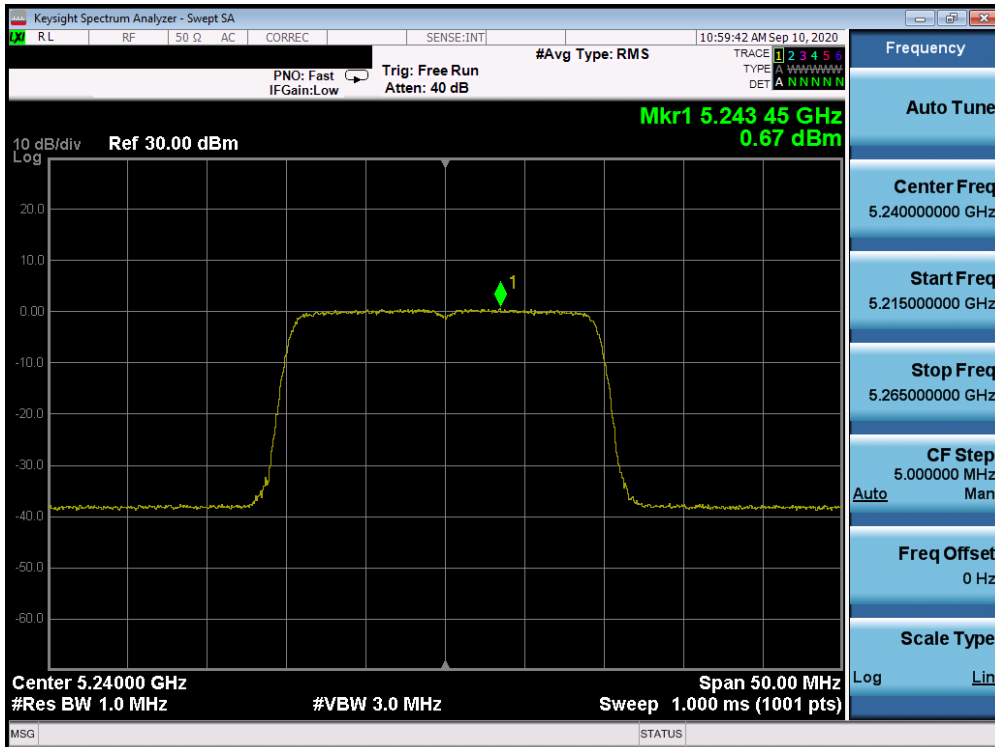 Keysight Spectrum Analyzer - Swept SA
LXI RL RF 50 Ω AC CORREC SENSE:INT 10:59:42 AM Sep 10, 2020
#Avg Type: RMS
TRACE 1 2 3 4 5 6
TYPE A WWWWW
DET A N N N N N
PNO: Fast
IFGain:Low
Trig: Free Run
Atten: 40 dB
Mkr1 5.243 45 GHz
0.67 dBm
10 dB/div Ref 30.00 dBm
Log
20.0
10.0
1
0.00
-10.0
-20.0
-30.0
-40.0
-50.0
-60.0
Center 5.24000 GHz Span 50.00 MHz
#Res BW 1.0 MHz #VBW 3.0 MHz Sweep 1.000 ms (1001 pts)
MSG STATUS
Frequency
Auto Tune
Center Freq
5.240000000 GHz
Start Freq
5.215000000 GHz
Stop Freq
5.265000000 GHz
CF Step
5.000000 MHz
Auto Man
Freq Offset
0 Hz
Scale Type
Log Lin